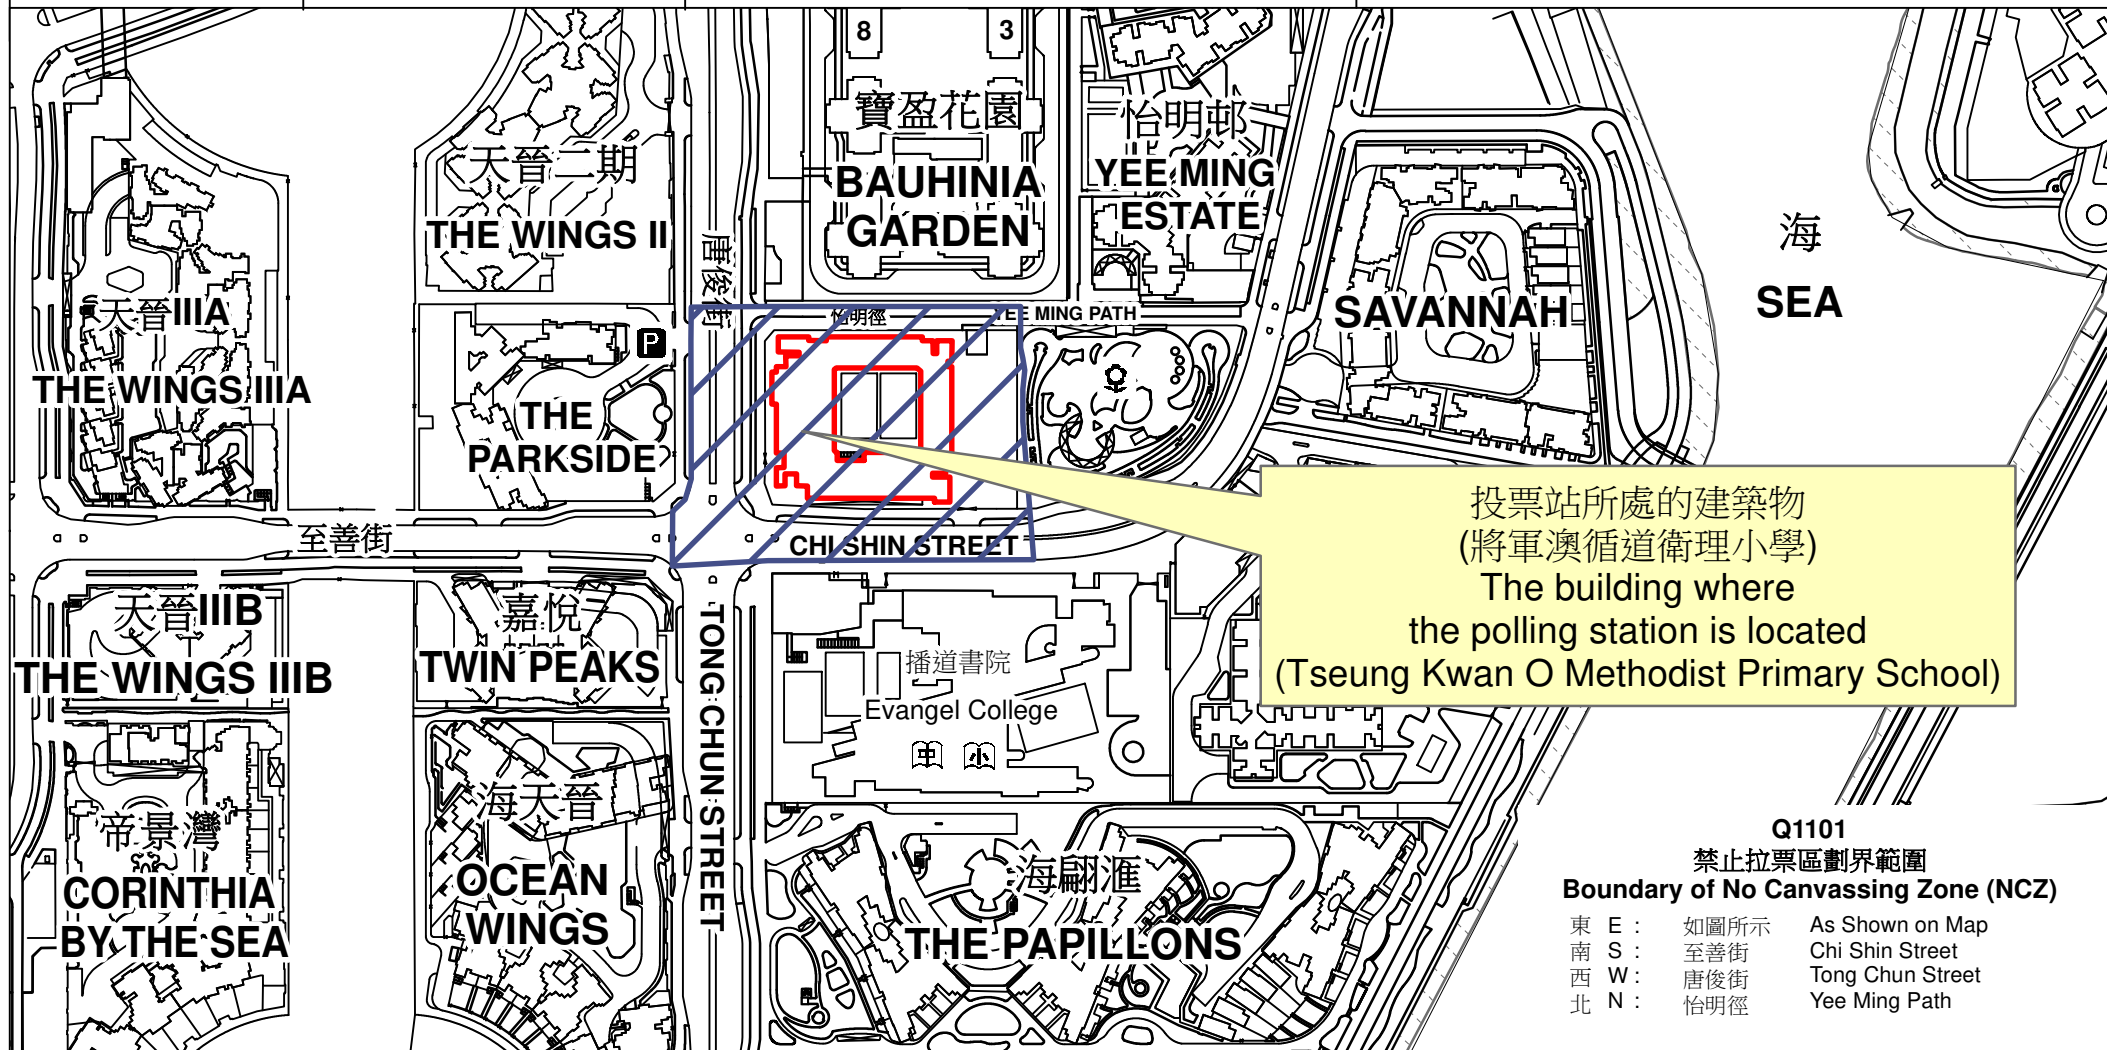 8
3
寶盈花園
BAUHINIA
GARDEN
怡明邨
YEE MING
ESTATE
天晉二期
THE WINGS II
唐俊街
海
SEA
天晉IIIA
THE WINGS IIIA
P
THE
PARKSIDE
怡明徑
YEE MING PATH
SAVANNAH
投票站所處的建築物
(將軍澳循道衛理小學)
The building where
the polling station is located
(Tseung Kwan O Methodist Primary School)
至善街
CHI SHIN STREET
天晉IIIB
THE WINGS IIIB
嘉悅
TWIN PEAKS
TONG CHUN STREET
播道書院
Evangel College
中 小
帝景灣
CORINTHIA
BY THE SEA
海天晉
OCEAN
WINGS
海翩滙
THE PAPILLONS
Q1101
禁止拉票區劃界範圍
Boundary of No Canvassing Zone (NCZ)
東 E : 如圖所示 As Shown on Map
南 S : 至善街 Chi Shin Street
西 W : 唐俊街 Tong Chun Street
北 N : 怡明徑 Yee Ming Path